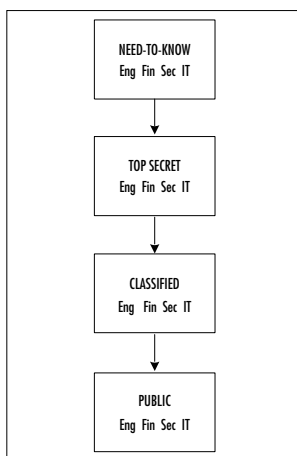 NEED-TO-KNOW
Eng Fin Sec IT
TOP SECRET
Eng Fin Sec IT
CLASSIFIED
Eng Fin Sec IT
PUBLIC
Eng Fin Sec IT